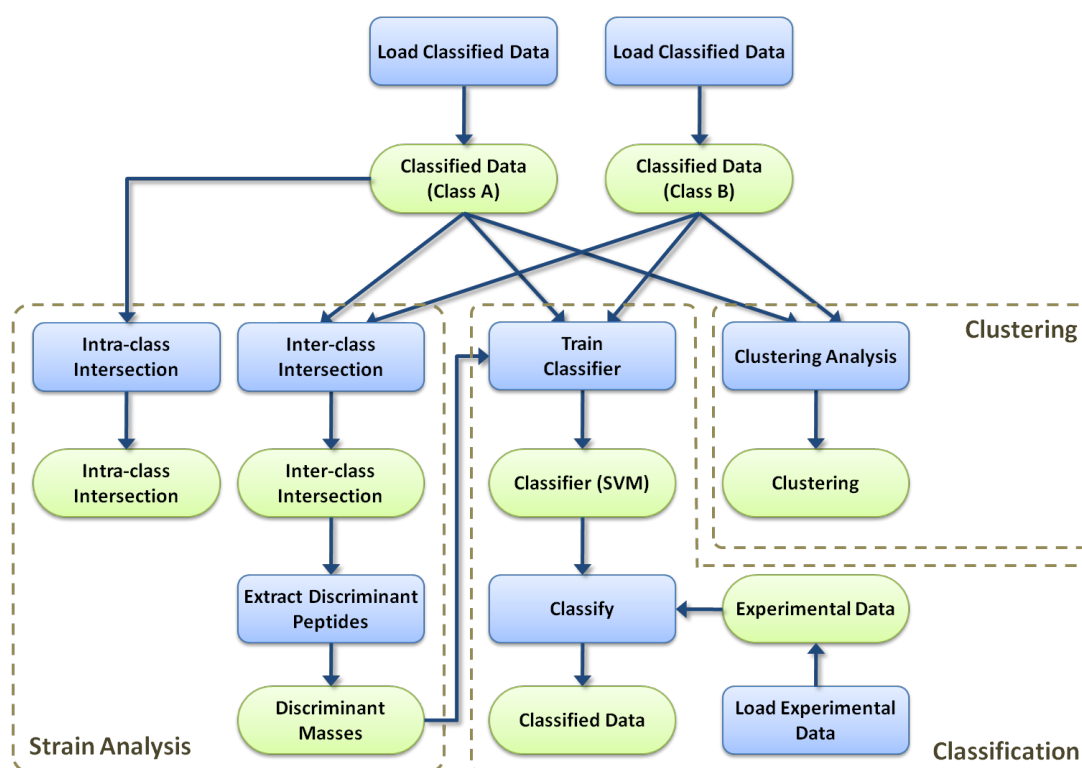 Load Classified Data
Load Classified Data
Classified Data
(Class A)
Classified Data
(Class B)
Clustering
Intra-class
Intersection
Inter-class
Intersection
Train
Classifier
Clustering Analysis
Intra-class
Intersection
Inter-class
Intersection
Classifier (SVM)
Clustering
Extract Discriminant
Peptides
Classify
Experimental Data
Discriminant
Masses
Classified Data
Load Experimental
Data
Strain Analysis
Classification